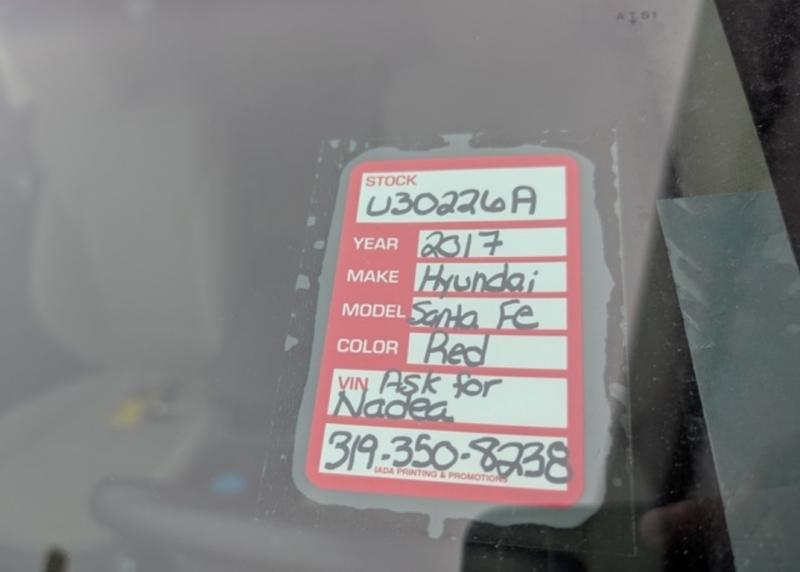 AIS1
STOCK
U30226A
YEAR 2017
MAKE Hyundai
MODEL Santa Fe
COLOR Red
VIN Ask for
Nadea
319-350-8238
IADA PRINTING & PROMOTIONS